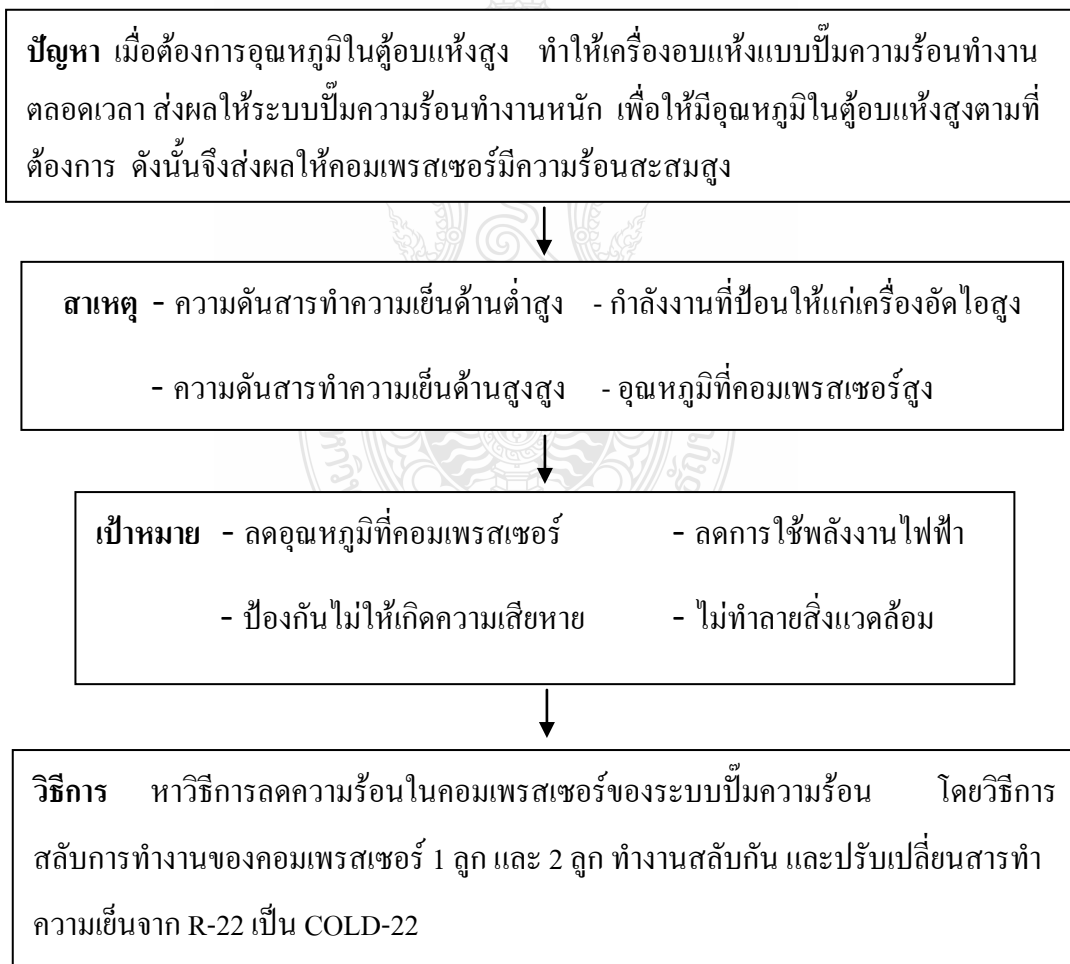 ปัญหา เมื่อต้องการอุณหภูมิในตู้อบแห้งสูง ทำให้เครื่องอบแห้งแบบปั๊มความร้อนทำงาน
ตลอดเวลา ส่งผลให้ระบบปั๊มความร้อนทำงานหนัก เพื่อให้มีอุณหภูมิในตู้อบแห้งสูงตามที่
ต้องการ ดังนั้นจึงส่งผลให้คอมเพรสเซอร์มีความร้อนสะสมสูง
สาเหตุ - ความดันสารทำความเย็นด้านต่ำสูง - กำลังงานที่ป้อนให้แก่เครื่องอัดไอสูง
- ความดันสารทำความเย็นด้านสูงสูง - อุณหภูมิที่คอมเพรสเซอร์สูง
เป้าหมาย - ลดอุณหภูมิที่คอมเพรสเซอร์ - ลดการใช้พลังงานไฟฟ้า
- ป้องกันไม่ให้เกิดความเสียหาย - ไม่ทำลายสิ่งแวดล้อม
วิธีการ หาวิธีการลดความร้อนในคอมเพรสเซอร์ของระบบปั๊มความร้อน โดยวิธีการ
สลับการทำงานของคอมเพรสเซอร์ 1 ลูก และ 2 ลูก ทำงานสลับกัน และปรับเปลี่ยนสารทำ
ความเย็นจาก R-22 เป็น COLD-22